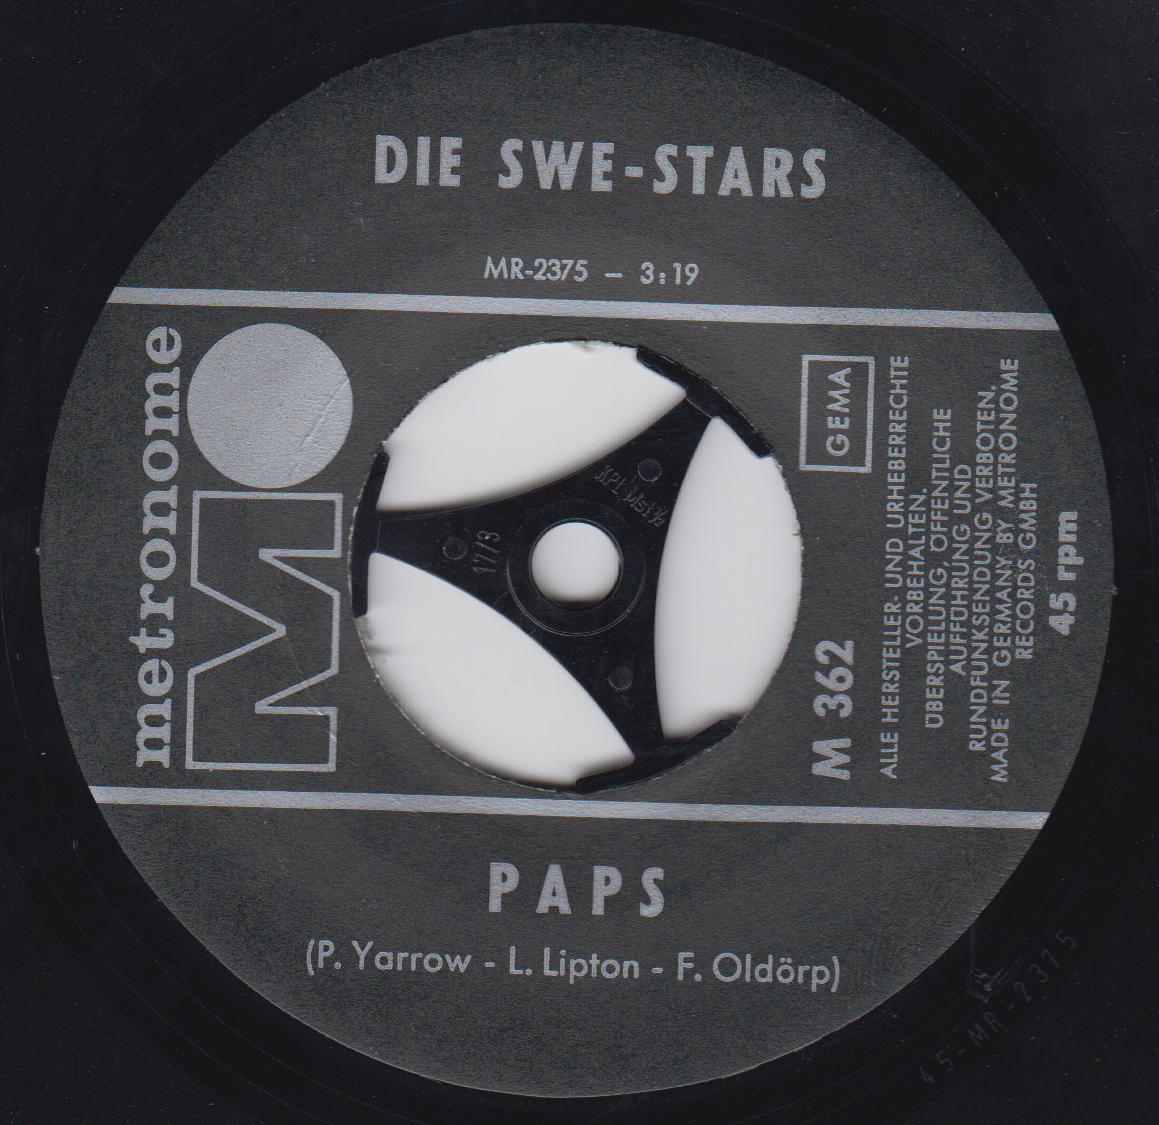 DIE SWE-STARS
MR-2375 – 3:19
metronome
M
GEMA
M 362
ALLE HERSTELLER- UND URHEBERRECHTE
VORBEHALTEN.
ÜBERSPIELUNG, ÖFFENTLICHE
AUFFÜHRUNG UND
RUNDFUNKSENDUNG VERBOTEN.
MADE IN GERMANY BY METRONOME
RECORDS GMBH
45 rpm
PAPS
(P. Yarrow - L. Lipton - F. Oldörp)
45-MR-2375